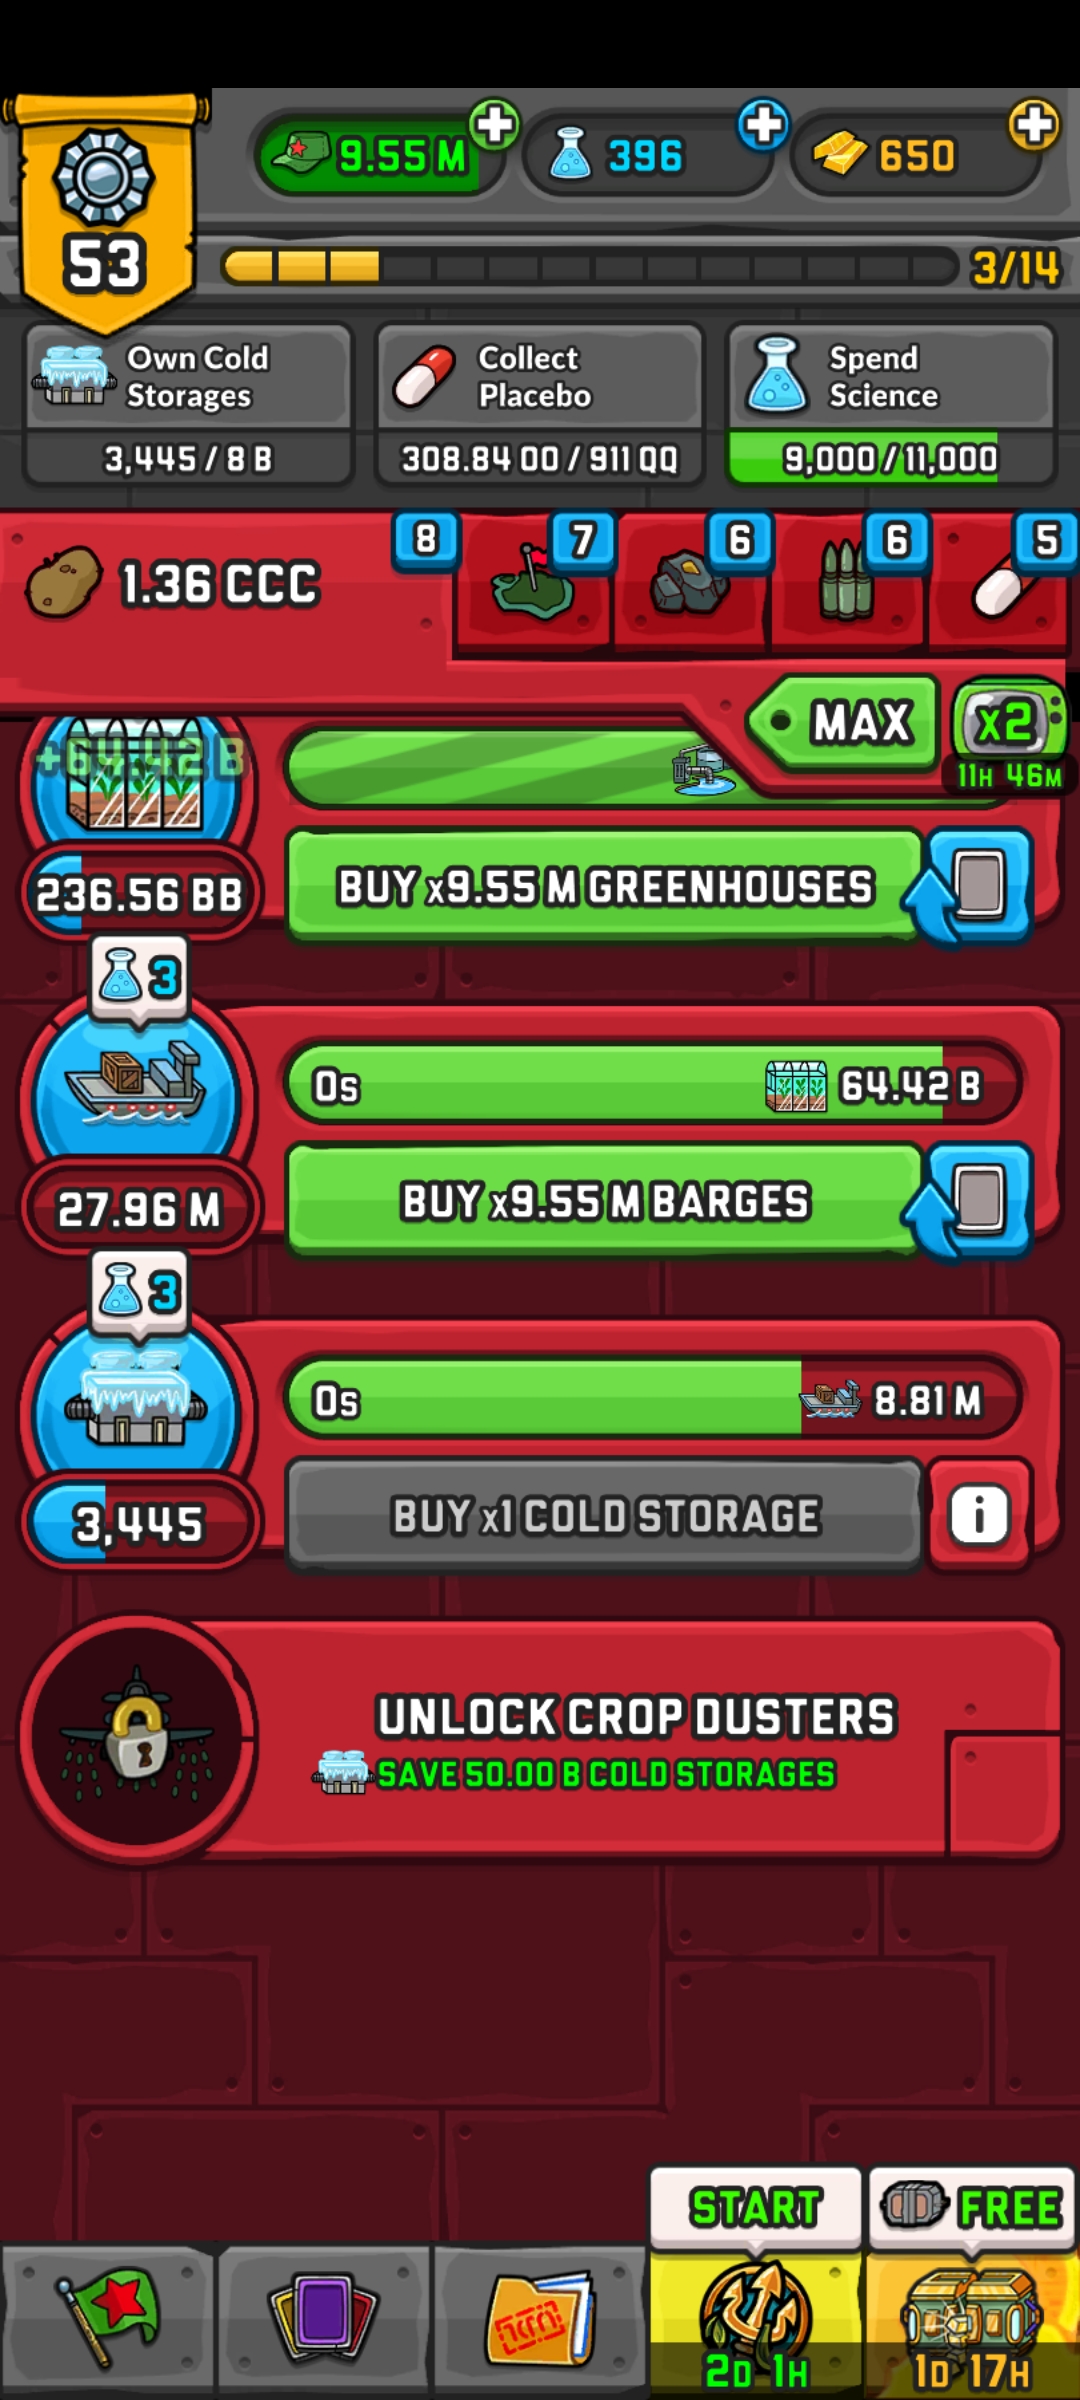 9.55 M
396
650
53
3/14
Own Cold
Storages
3,445 / 8 B
Collect
Placebo
308.84 OO / 911 QQ
Spend
Science
9,000 / 11,000
1.36 CCC
8
7
6
6
5
MAX
x2
11H 46M
+64.42 B
236.56 BB
BUY x9.55 M GREENHOUSES
3
0s
64.42 B
27.96 M
BUY x9.55 M BARGES
3
0s
8.81 M
3,445
BUY x1 COLD STORAGE
i
UNLOCK CROP DUSTERS
SAVE 50.00 B COLD STORAGES
START
FREE
2D 1H
1D 17H